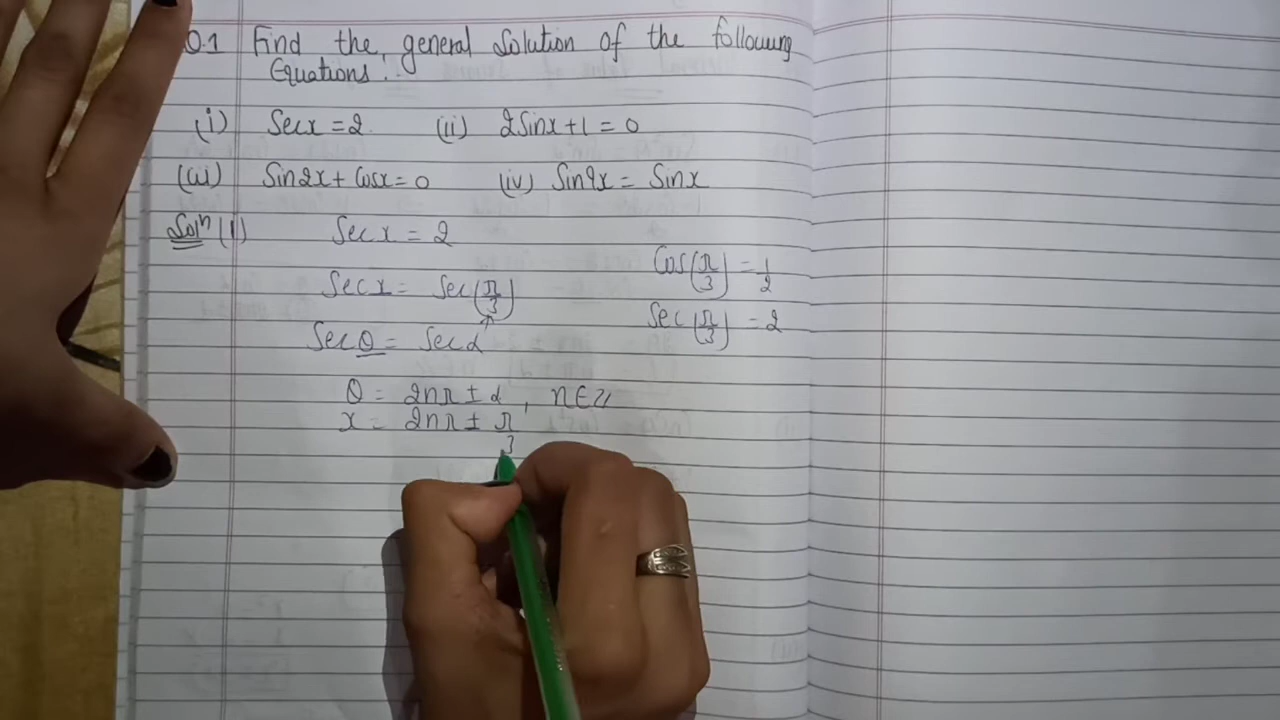 Q.1 Find the general Solution of the following
Equations:
(i) Secx = 2 (ii) 2Sinx + 1 = 0
(iii) Sin2x + Cosx = 0 (iv) Sin9x = Sinx
Solⁿ (i) Secx = 2
Cos(π/3) = 1/2
Secx = Sec(π/3)
Sec(π/3) = 2
Secθ = Secα
θ = 2nπ ± α, n∈Z
x = 2nπ ± π/3